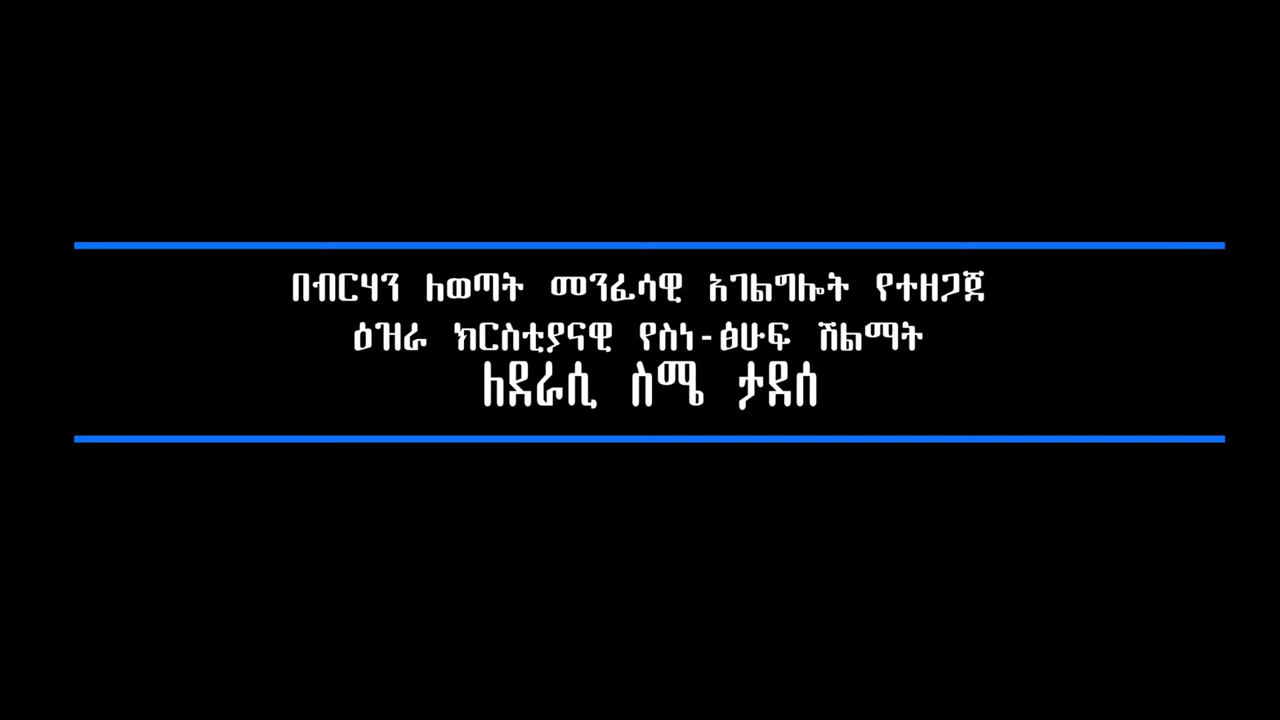 በብርሃን ለወጣት መንፈሳዊ አገልግሎት የተዘጋጀ
ዕዝራ ክርስቲያናዊ የስነ-ፅሁፍ ሽልማት
ለደራሲ ስሜ ታደሰ